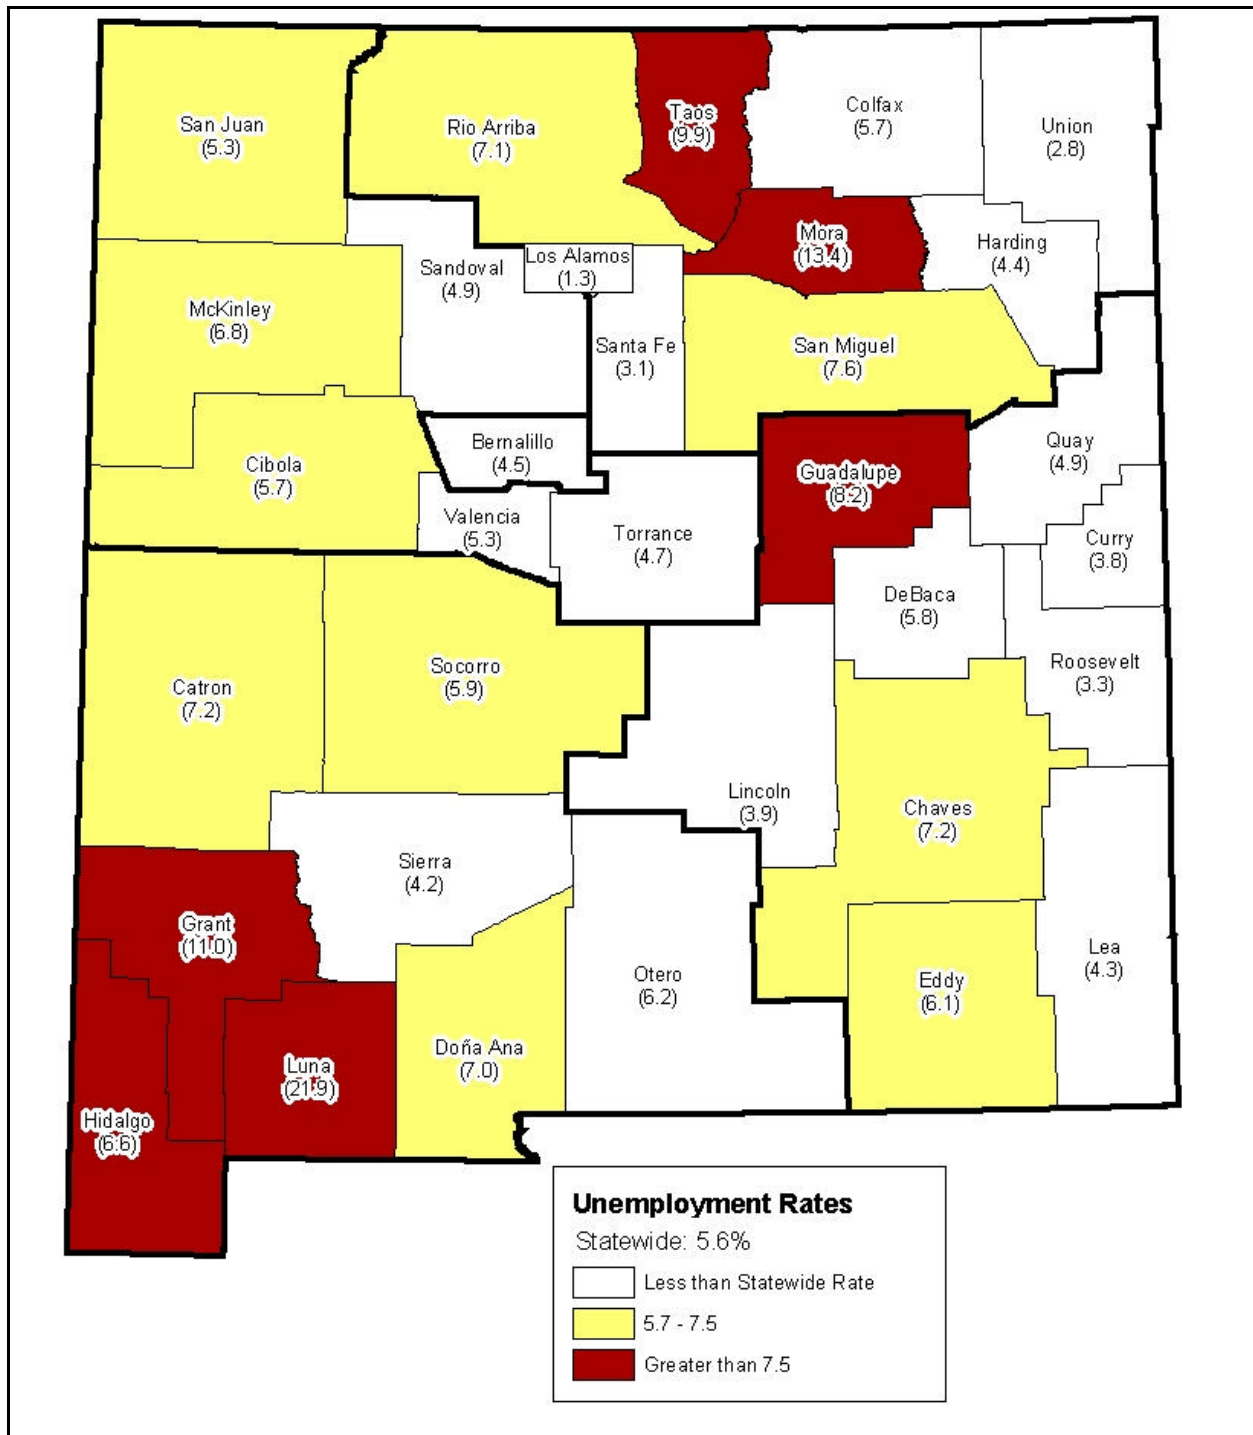 San Juan
(5.3)
Rio Arriba
(7.1)
Taos
(9.9)
Colfax
(5.7)
Union
(2.8)
Mora
(13.4)
Harding
(4.4)
Los Alamos
(1.3)
Sandoval
(4.9)
McKinley
(6.8)
Santa Fe
(3.1)
San Miguel
(7.6)
Bernalillo
(4.5)
Quay
(4.9)
Cibola
(5.7)
Guadalupe
(8.2)
Valencia
(5.3)
Torrance
(4.7)
Curry
(3.8)
DeBaca
(5.8)
Roosevelt
(3.3)
Socorro
(5.9)
Catron
(7.2)
Lincoln
(3.9)
Chaves
(7.2)
Sierra
(4.2)
Grant
(11.0)
Lea
(4.3)
Otero
(6.2)
Eddy
(6.1)
Doña Ana
(7.0)
Luna
(21.9)
Hidalgo
(6.6)
Unemployment Rates
Statewide: 5.6%
Less than Statewide Rate
5.7 - 7.5
Greater than 7.5